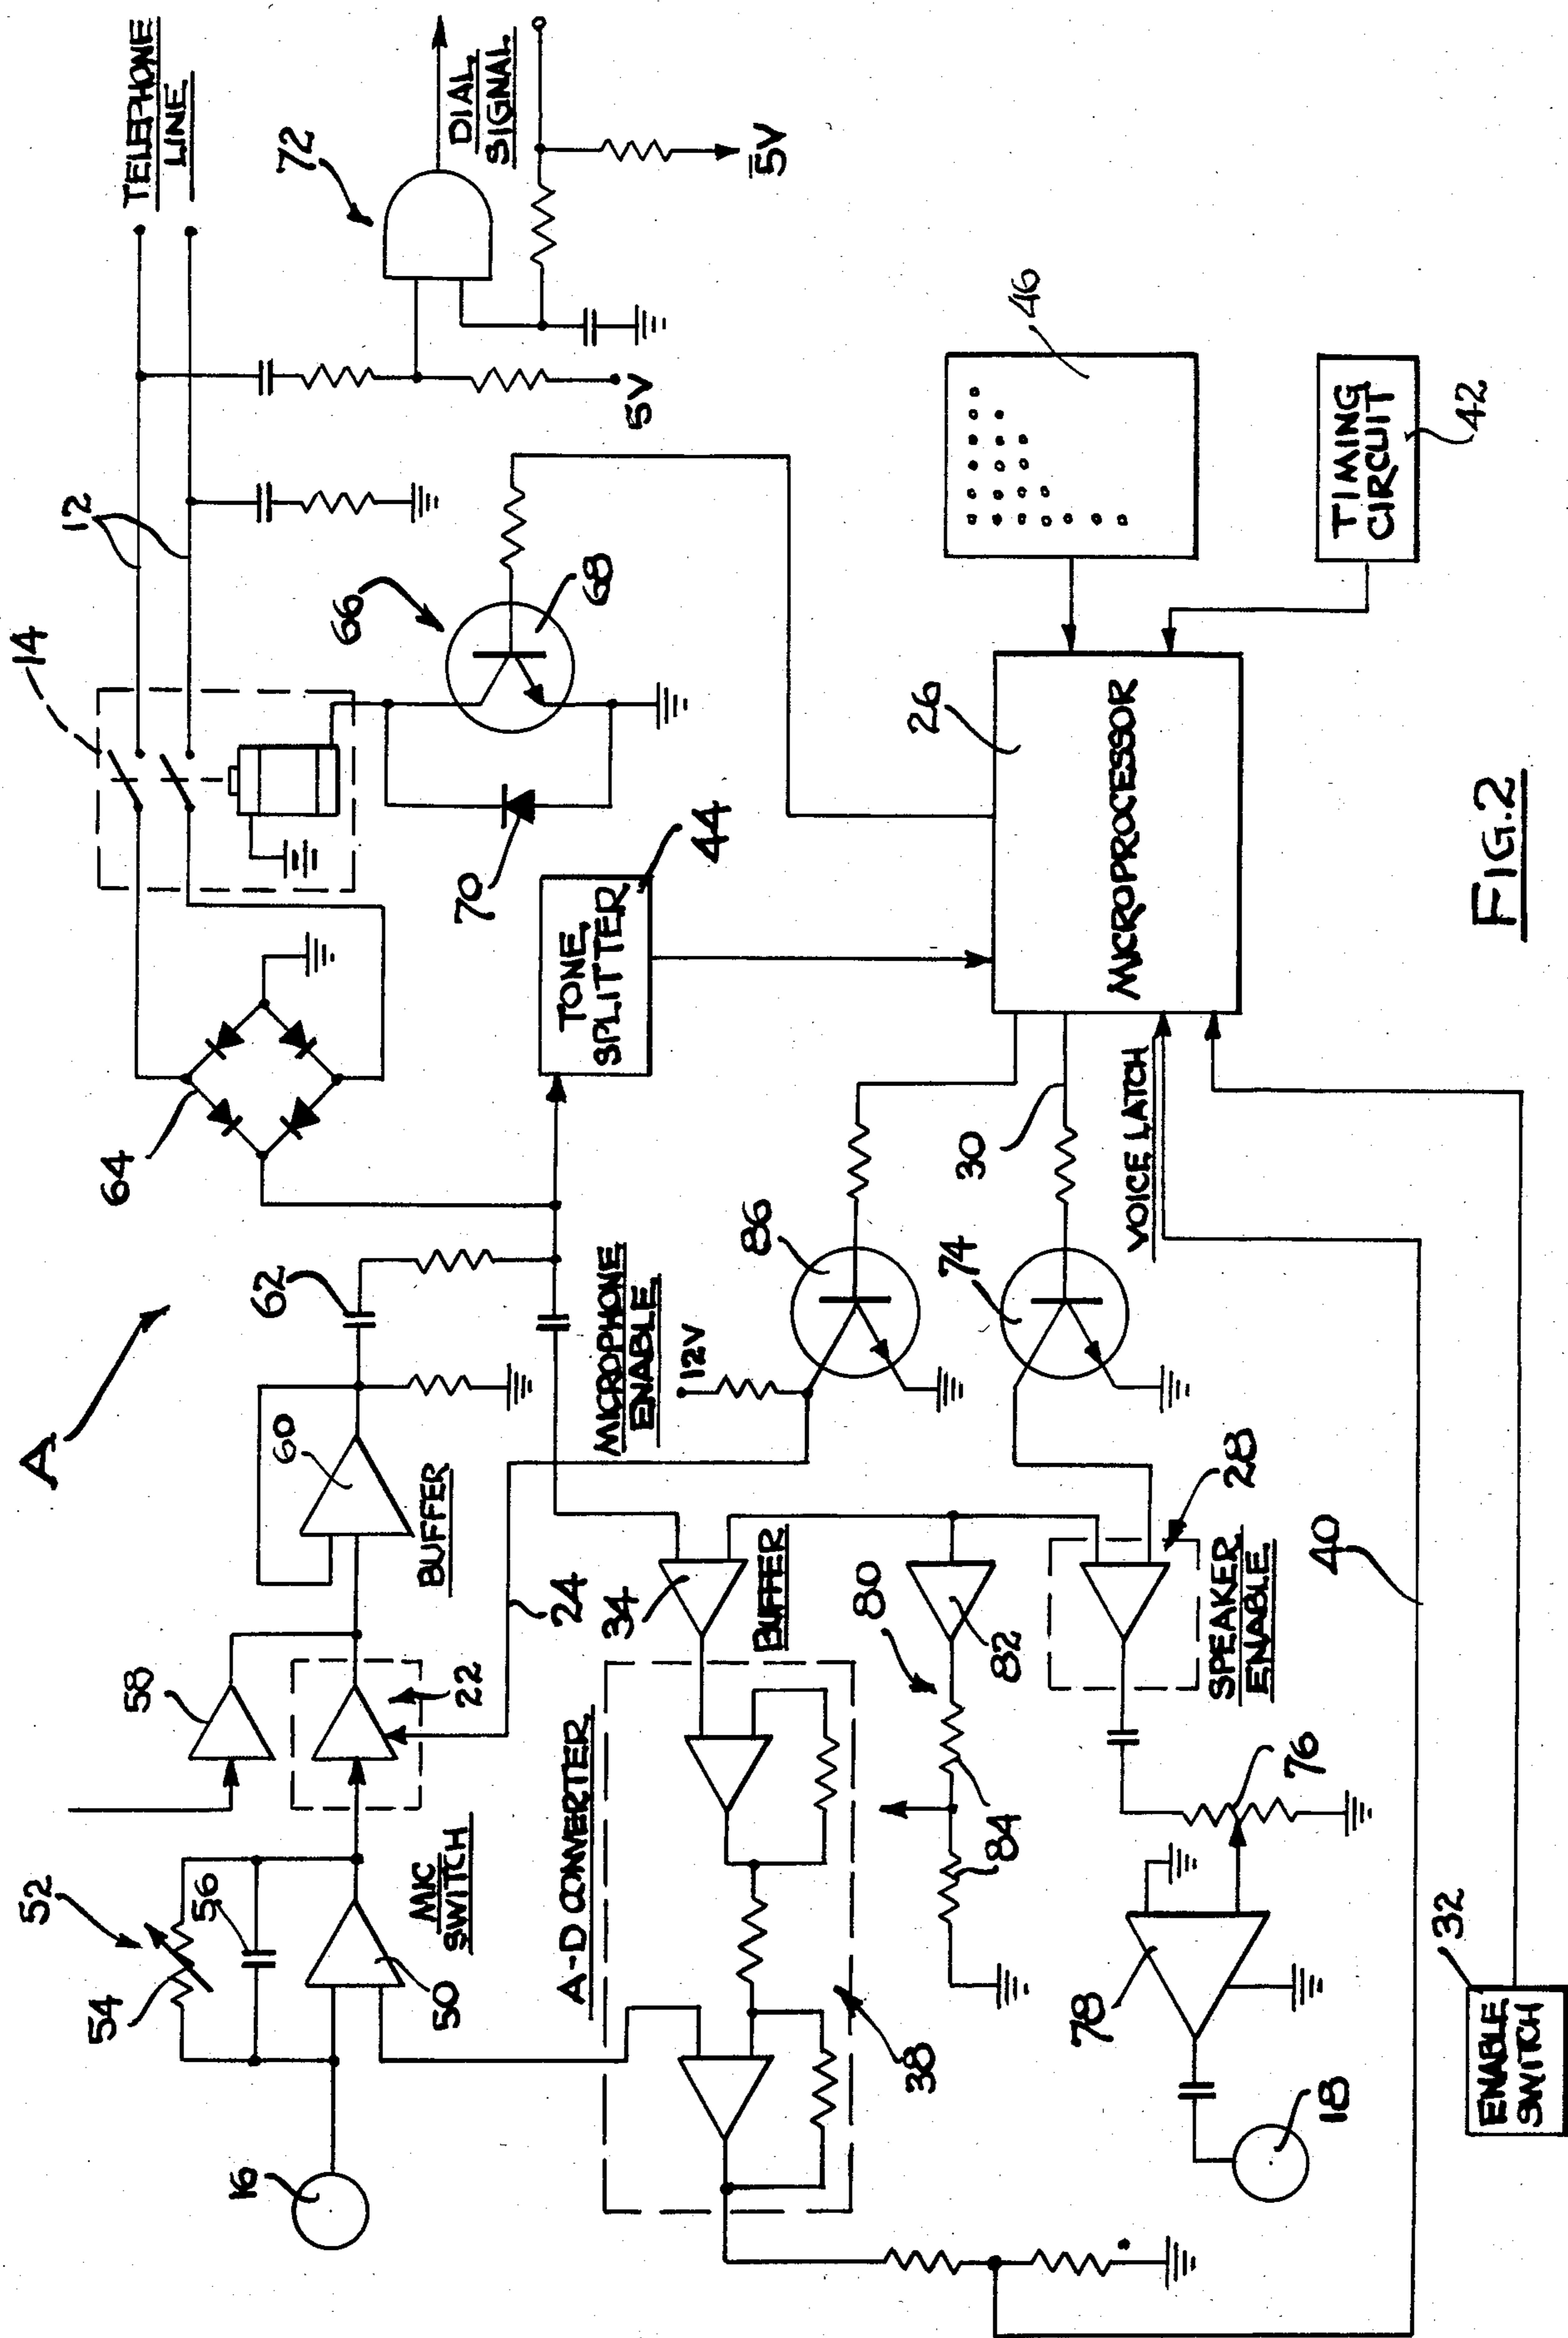 A
TELEPHONE
LINE
12
14
72
DIAL
SIGNAL
5̅V
5V
66
68
70
64
62
60
BUFFER
58
22
24
52
54
56
50
MIC
SWITCH
16
TONE
SPLITTER
44
MICROPHONE
ENABLE
12V
86
74
30
26
MICROPROCESSOR
46
TIMING
CIRCUIT
42
VOICE LATCH
34
BUFFER
A-D CONVERTER
38
80
82
84
SPEAKER
ENABLE
28
76
78
18
40
32
ENABLE
SWITCH
FIG.2